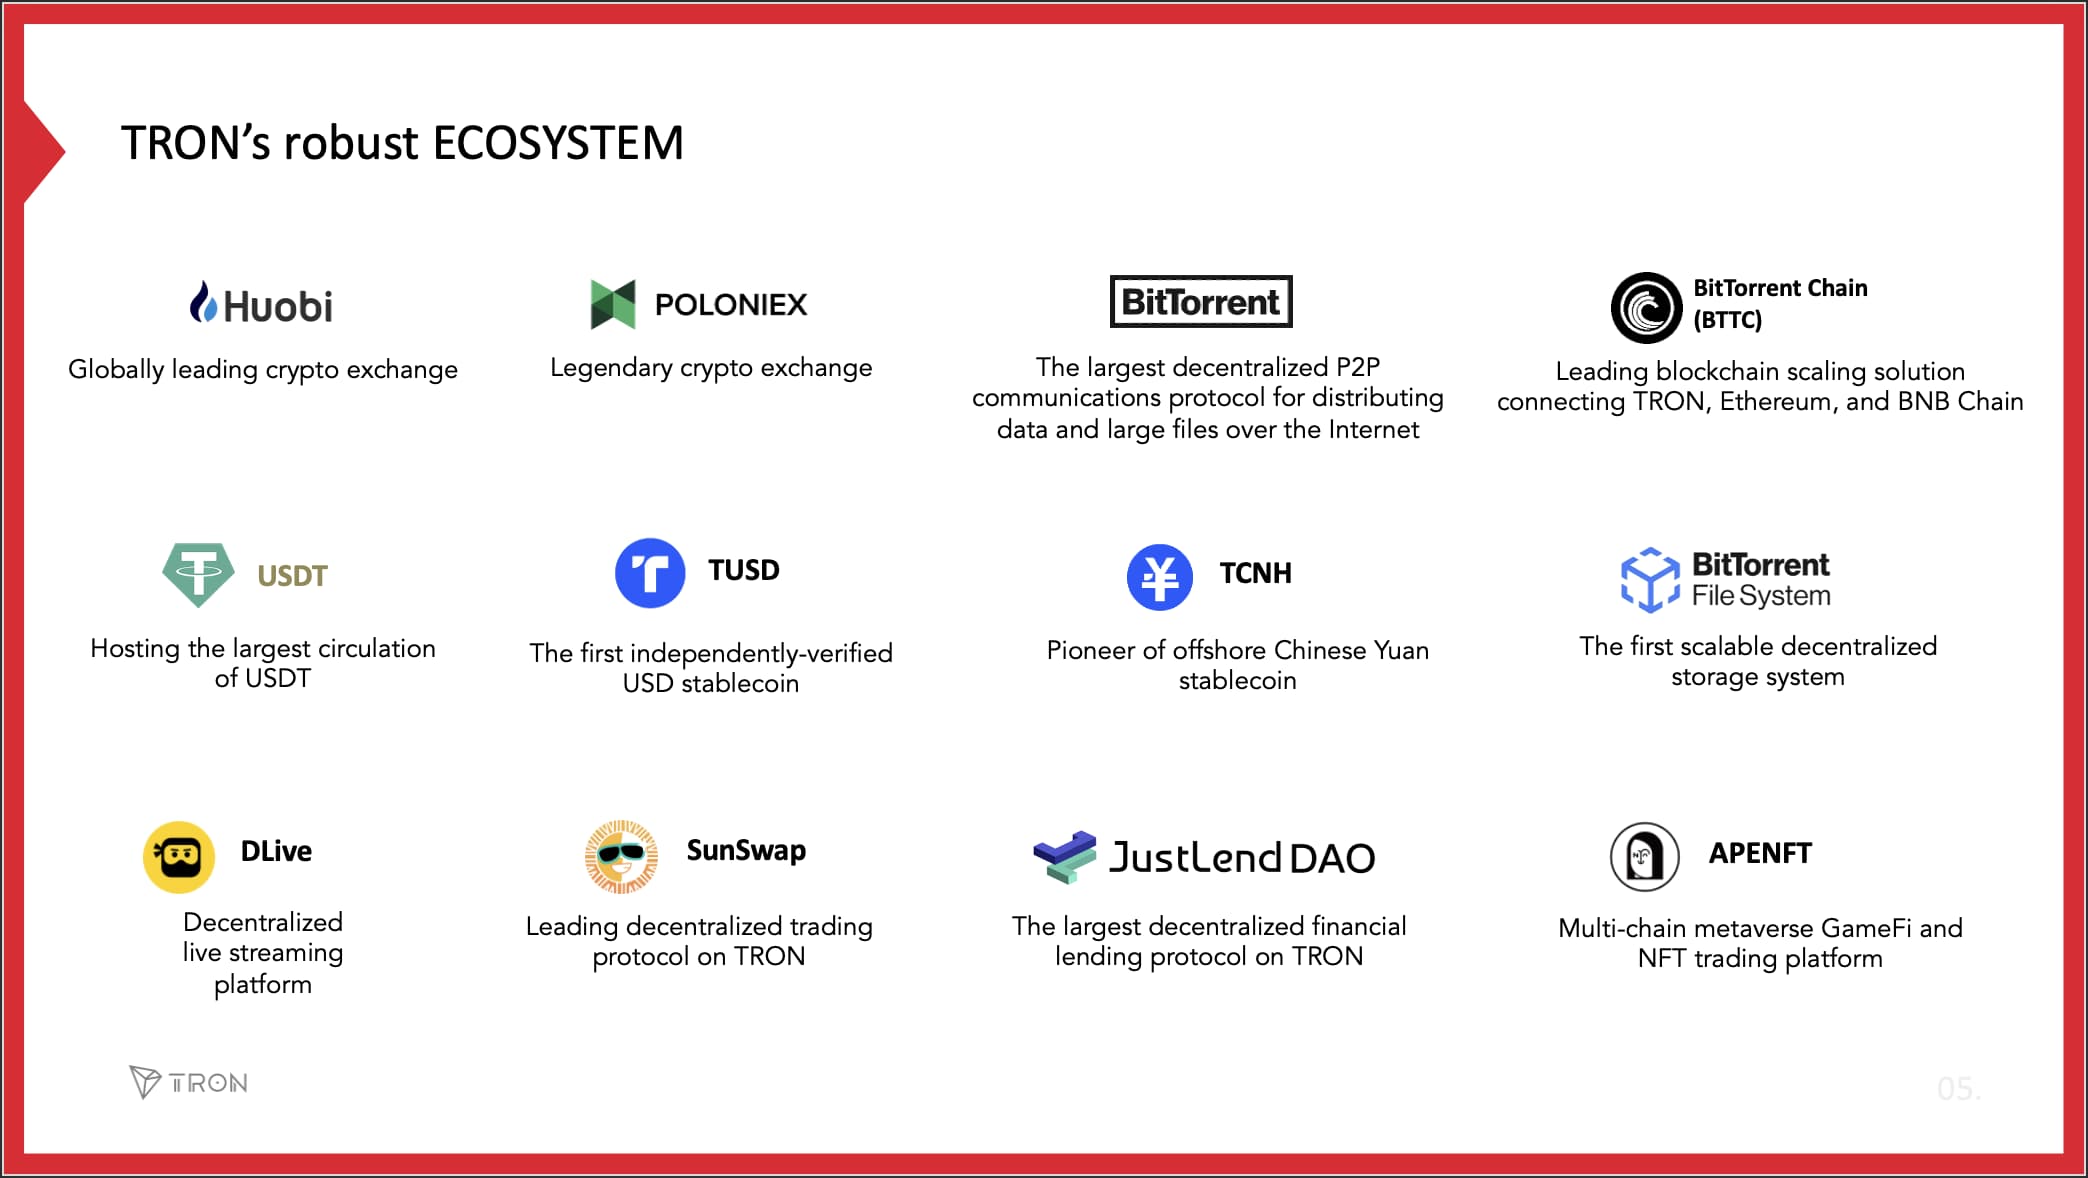 TRON’s robust ECOSYSTEM
Huobi
Globally leading crypto exchange
POLONIEX
Legendary crypto exchange
BitTorrent
The largest decentralized P2P
communications protocol for distributing
data and large files over the Internet
BitTorrent Chain
(BTTC)
Leading blockchain scaling solution
connecting TRON, Ethereum, and BNB Chain
USDT
Hosting the largest circulation
of USDT
TUSD
The first independently-verified
USD stablecoin
TCNH
Pioneer of offshore Chinese Yuan
stablecoin
BitTorrent
File System
The first scalable decentralized
storage system
DLive
Decentralized
live streaming
platform
SunSwap
Leading decentralized trading
protocol on TRON
JustLend DAO
The largest decentralized financial
lending protocol on TRON
APENFT
Multi-chain metaverse GameFi and
NFT trading platform
TRON
05.